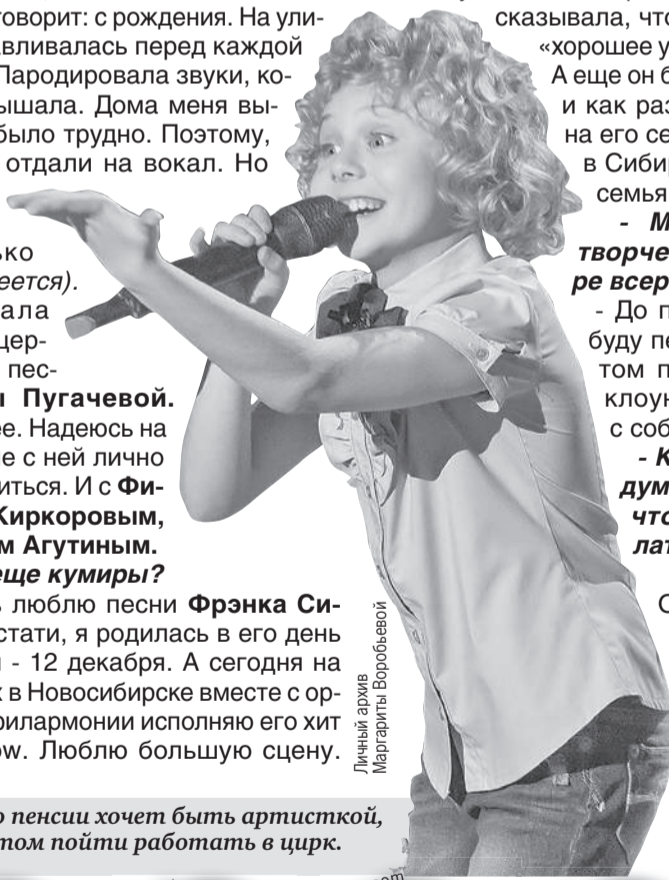 говорит: с рождения. На ули-
авливалась перед каждой
Пародировала звуки, ко-
ышала. Дома меня вы-
было трудно. Поэтому,
отдали на вокал. Но
ько
еется).
ала
цер-
пес-
ы Пугачевой.
ее. Надеюсь на
е с ней лично
иться. И с Фи-
Киркоровым,
м Агутиным.
еще кумиры?
ь люблю песни Фрэнка Си-
стати, я родилась в его день
- 12 декабря. А сегодня на
х в Новосибирске вместе с ор-
филармонии исполняю его хит
ow. Люблю большую сцену.
Личный архив
Маргариты Воробьевой
о пенсии хочет быть артисткой,
том пойти работать в цирк.
сказывала, что
«хорошее у
А еще он б
и как раз
на его се
в Сибир
семья
- М
творче
ре всер
- До п
буду пе
том п
клоун
с соб
- К
дум
что
лат
С